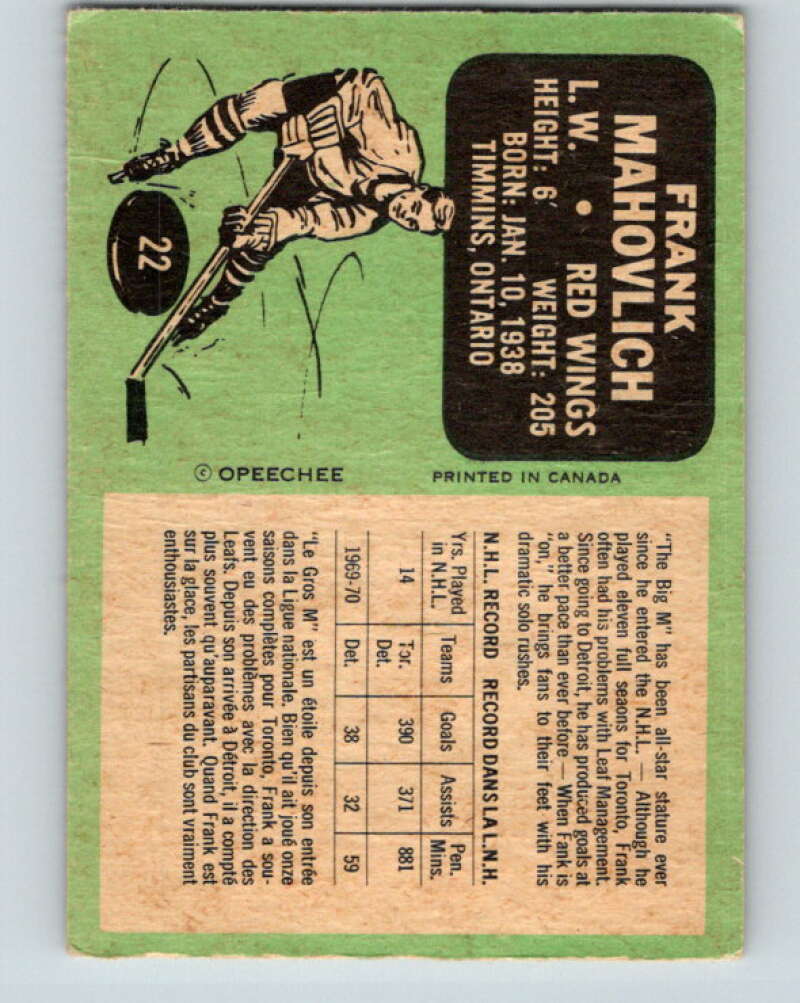 FRANK
MAHOVLICH
L. W. • RED WINGS
HEIGHT: 6' WEIGHT: 205
BORN: JAN. 10, 1938
TIMMINS, ONTARIO
22
© OPEECHEE
PRINTED IN CANADA
"The Big M" has been all-star stature ever
since he entered the N.H.L. — Although he
played eleven full seaons for Toronto, Frank
often had his problems with Leaf Management.
Since going to Detroit, he has produced goals at
a better pace than ever before — When Fank is
"on," he brings fans to their feet with his
dramatic solo rushes.
N.H.L. RECORD RECORD DANS LA L.N.H.
Yrs. Played in N.H.L. Teams Goals Assists Pen. Mins.
14 Tor. Det. 390 371 881
1969-70 Det. 38 32 59
"Le Gros M" est un étoile depuis son entrée
dans la Ligue nationale. Bien qu'il ait joué onze
saisons complètes pour Toronto, Frank a sou-
vent eu des problèmes avec la direction des
Leafs. Depuis son arrivée à Détroit, il a compté
plus souvent qu'auparavant. Quand Frank est
sur la glace, les partisans du club sont vraiment
enthousiastes.